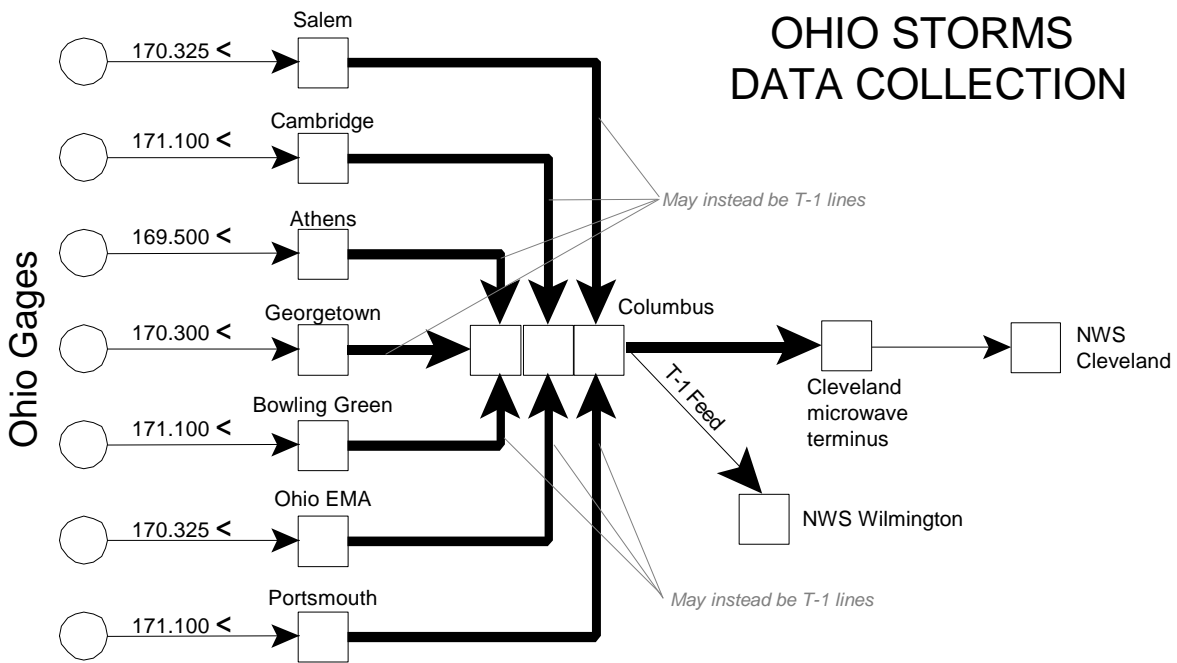 OHIO STORMS
DATA COLLECTION
Ohio Gages
Salem
170.325 <
Cambridge
171.100 <
May instead be T-1 lines
Athens
169.500 <
Georgetown
170.300 <
Columbus
T-1 Feed
Cleveland
microwave
terminus
NWS
Cleveland
Bowling Green
171.100 <
Ohio EMA
170.325 <
NWS Wilmington
Portsmouth
171.100 <
May instead be T-1 lines